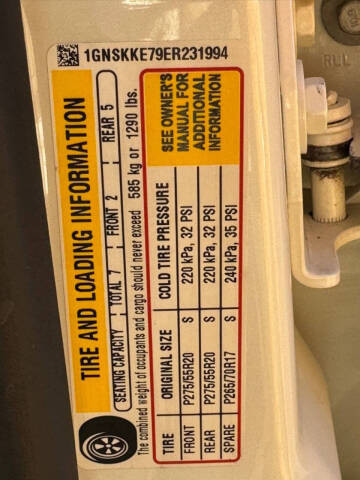 1GNSKKE79ER231994
TIRE AND LOADING INFORMATION
SEATING CAPACITY TOTAL 7 FRONT 2 REAR 5
The combined weight of occupants and cargo should never exceed 585 kg or 1290 lbs.
TIRE ORIGINAL SIZE COLD TIRE PRESSURE
FRONT P275/55R20 S 220 kPa, 32 PSI
REAR P275/55R20 S 220 kPa, 32 PSI
SPARE P265/70R17 S 240 kPa, 35 PSI
SEE OWNER'S
MANUAL FOR
ADDITIONAL
INFORMATION